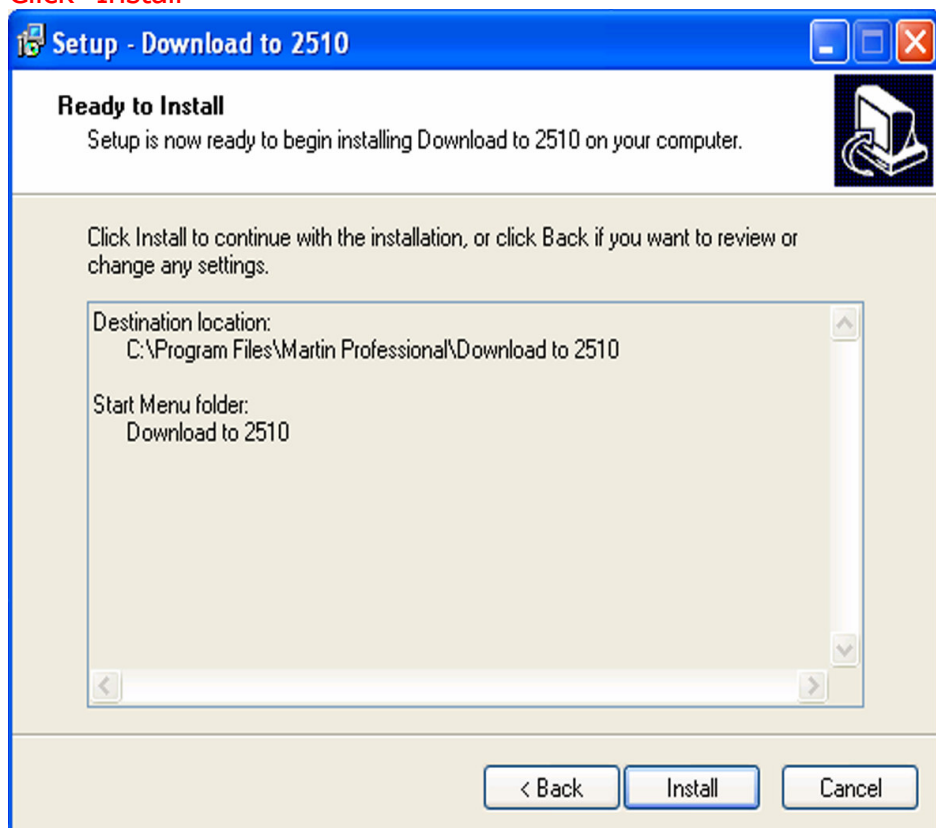 Click "Install"
Setup - Download to 2510
Ready to Install
Setup is now ready to begin installing Download to 2510 on your computer.
Click Install to continue with the installation, or click Back if you want to review or
change any settings.
Destination location:
C:\Program Files\Martin Professional\Download to 2510
Start Menu folder:
Download to 2510
< Back Install Cancel